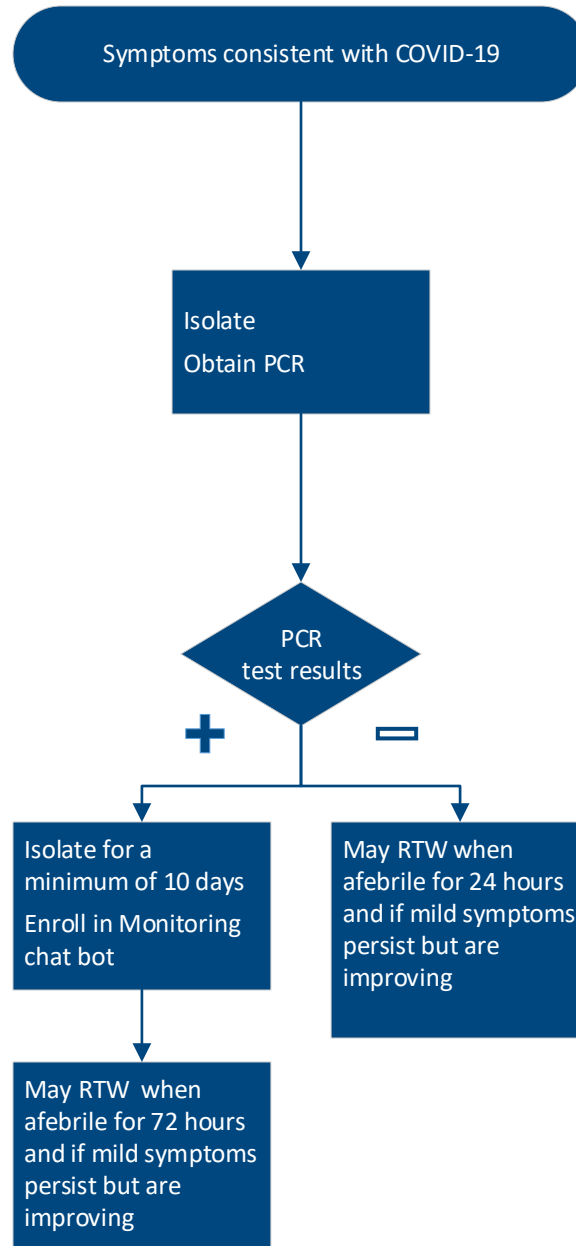 Symptoms consistent with COVID-19
Isolate
Obtain PCR
PCR
test results
+
−
Isolate for a
minimum of 10 days
Enroll in Monitoring
chat bot
May RTW when
afebrile for 24 hours
and if mild symptoms
persist but are
improving
May RTW  when
afebrile for 72 hours
and if mild symptoms
persist but are
improving